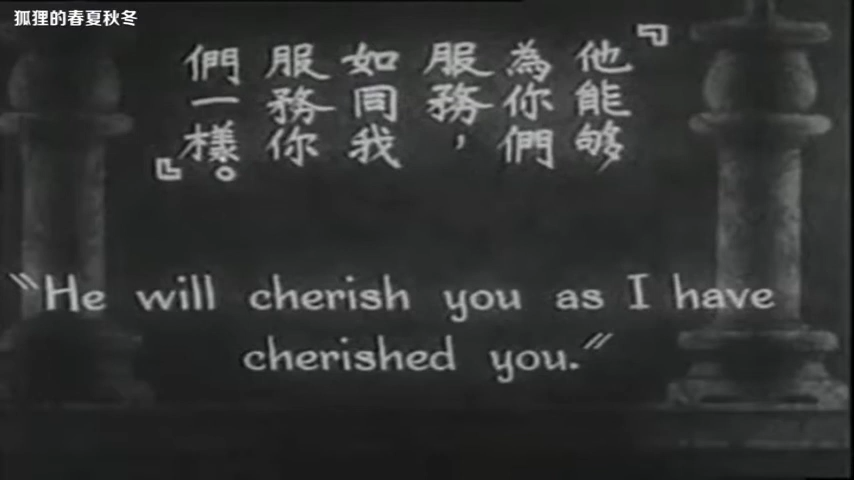 狐狸的春夏秋冬
『他能够
為你們
服務，
如同我
服務你
們一樣。』
"He will cherish you as I have
cherished you."